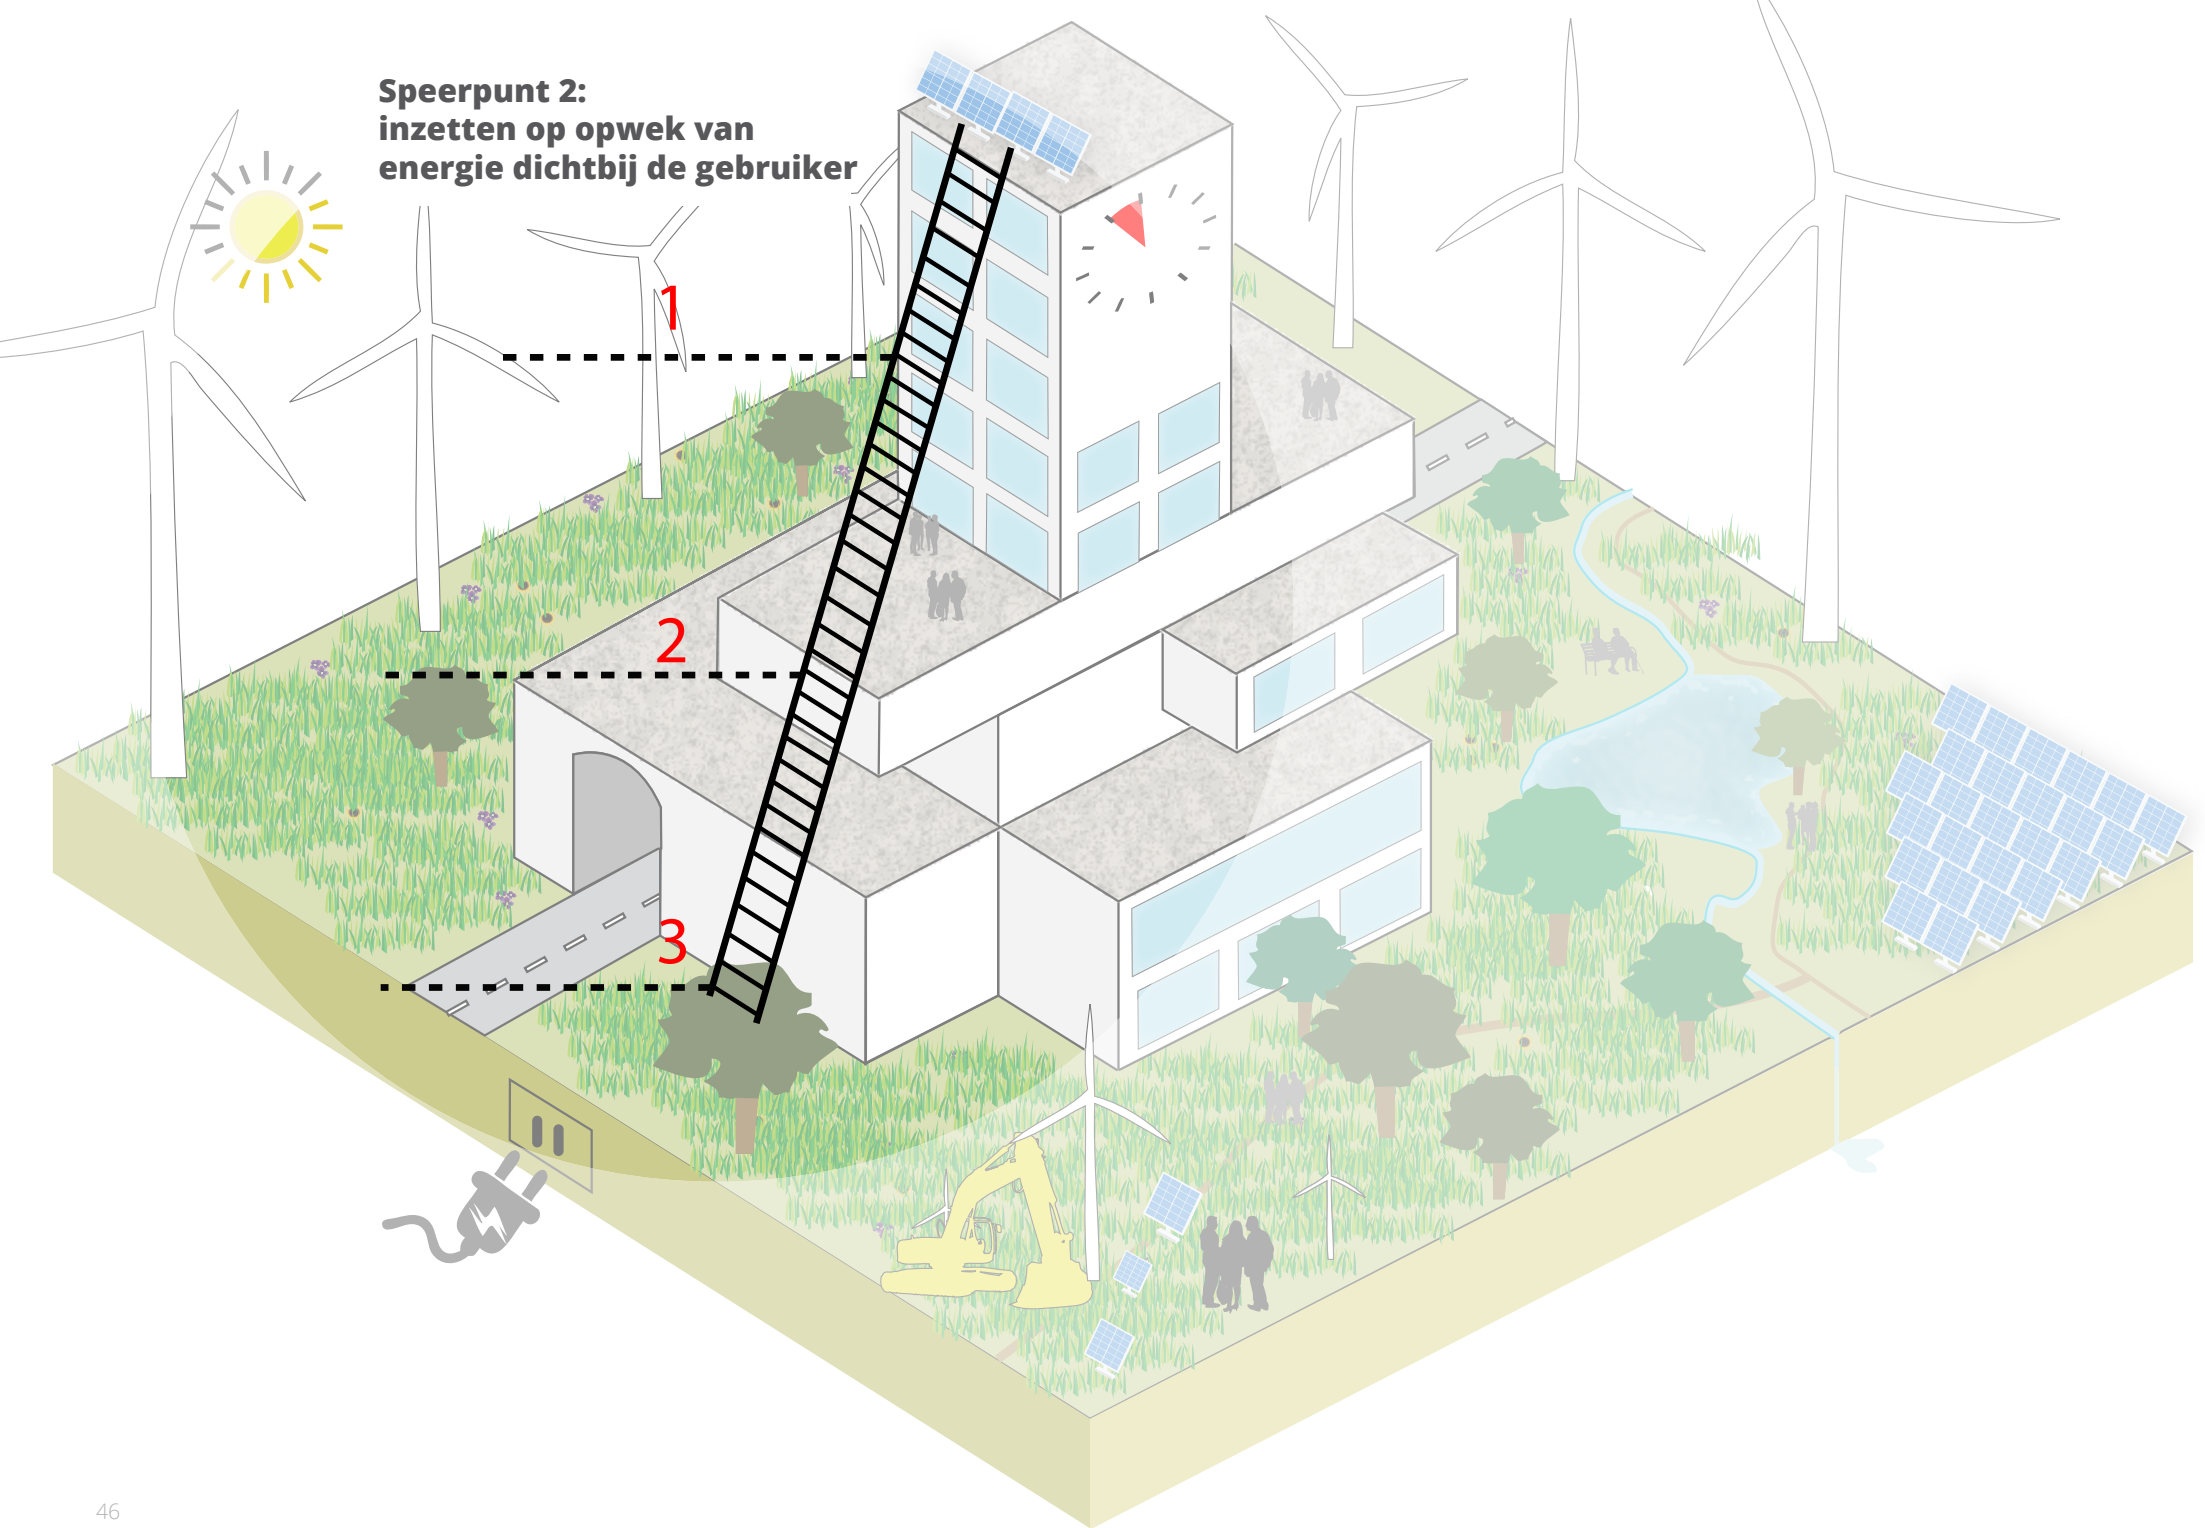 Speerpunt 2:
inzetten op opwek van
energie dichtbij de gebruiker
1
2
3
46